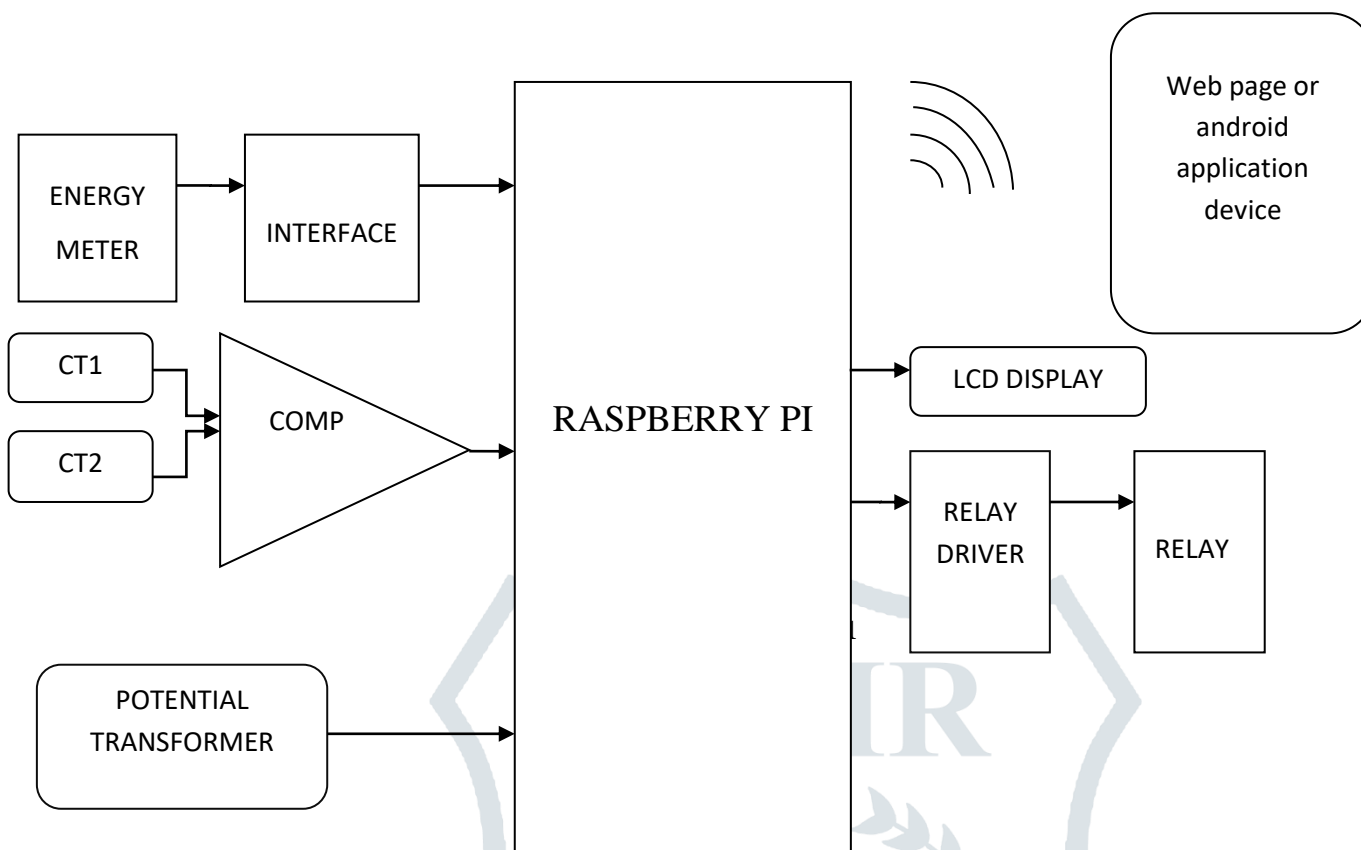 Web page or
android
application
device
ENERGY
METER
INTERFACE
CT1
CT2
COMP
RASPBERRY PI
LCD DISPLAY
RELAY
DRIVER
RELAY
POTENTIAL
TRANSFORMER
IR